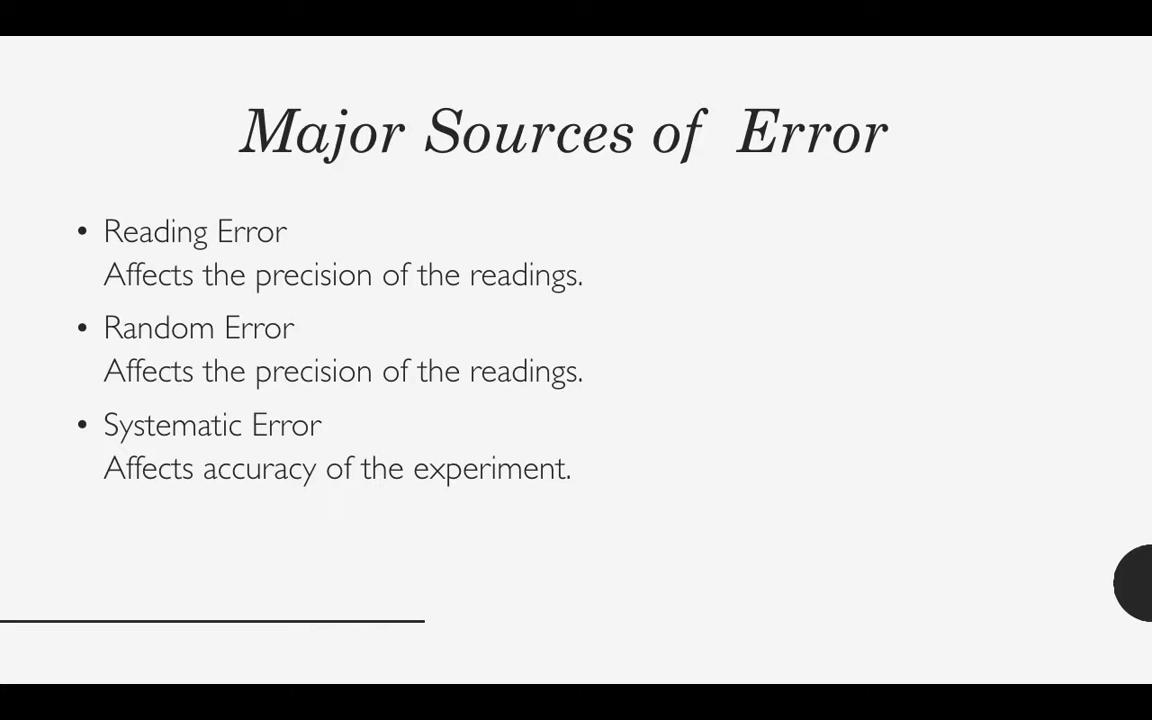 Major Sources of Error
• Reading Error
Affects the precision of the readings.
• Random Error
Affects the precision of the readings.
• Systematic Error
Affects accuracy of the experiment.